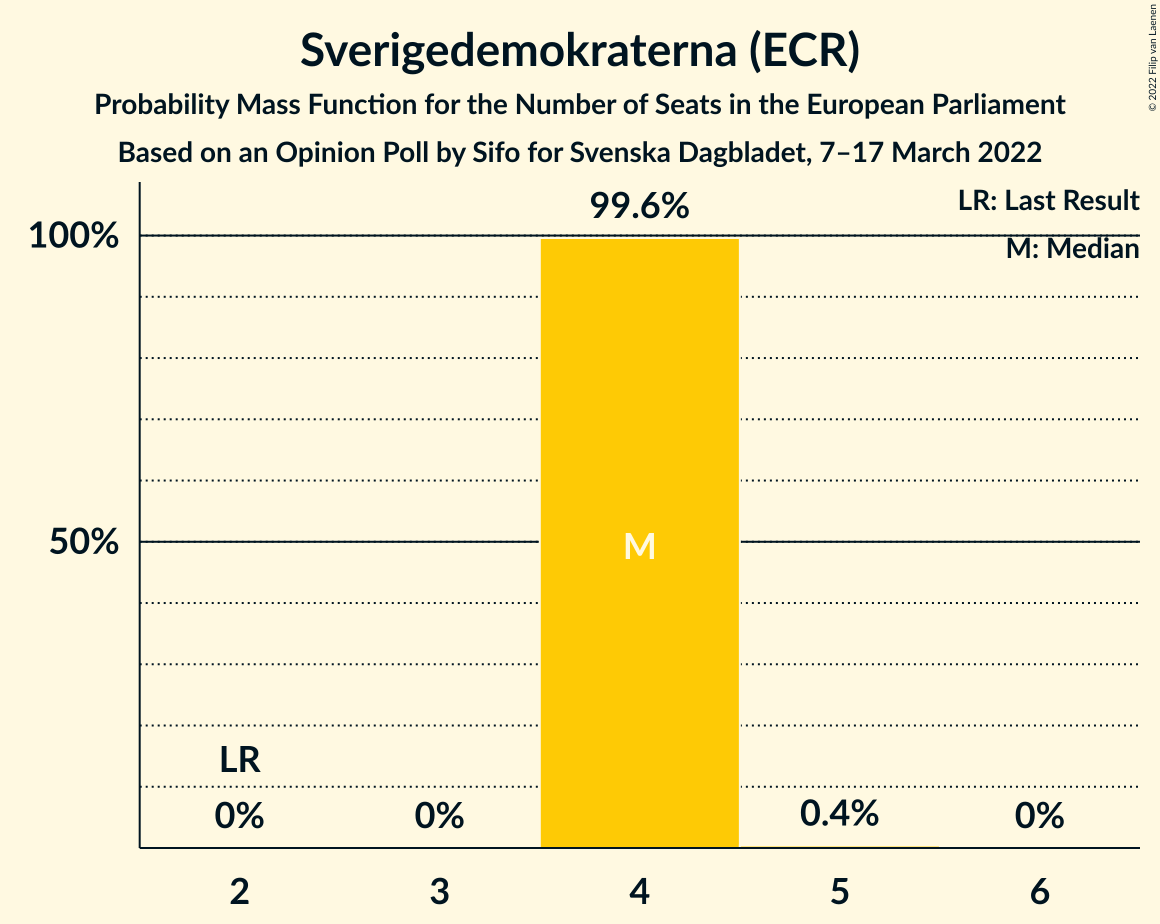 Sverigedemokraterna (ECR)
Probability Mass Function for the Number of Seats in the European Parliament
Based on an Opinion Poll by Sifo for Svenska Dagbladet, 7–17 March 2022
© 2022 Filip van Laenen
LR: Last Result
M: Median
99.6%
100%
50%
M
LR
0%
0%
0.4%
0%
2
3
4
5
6